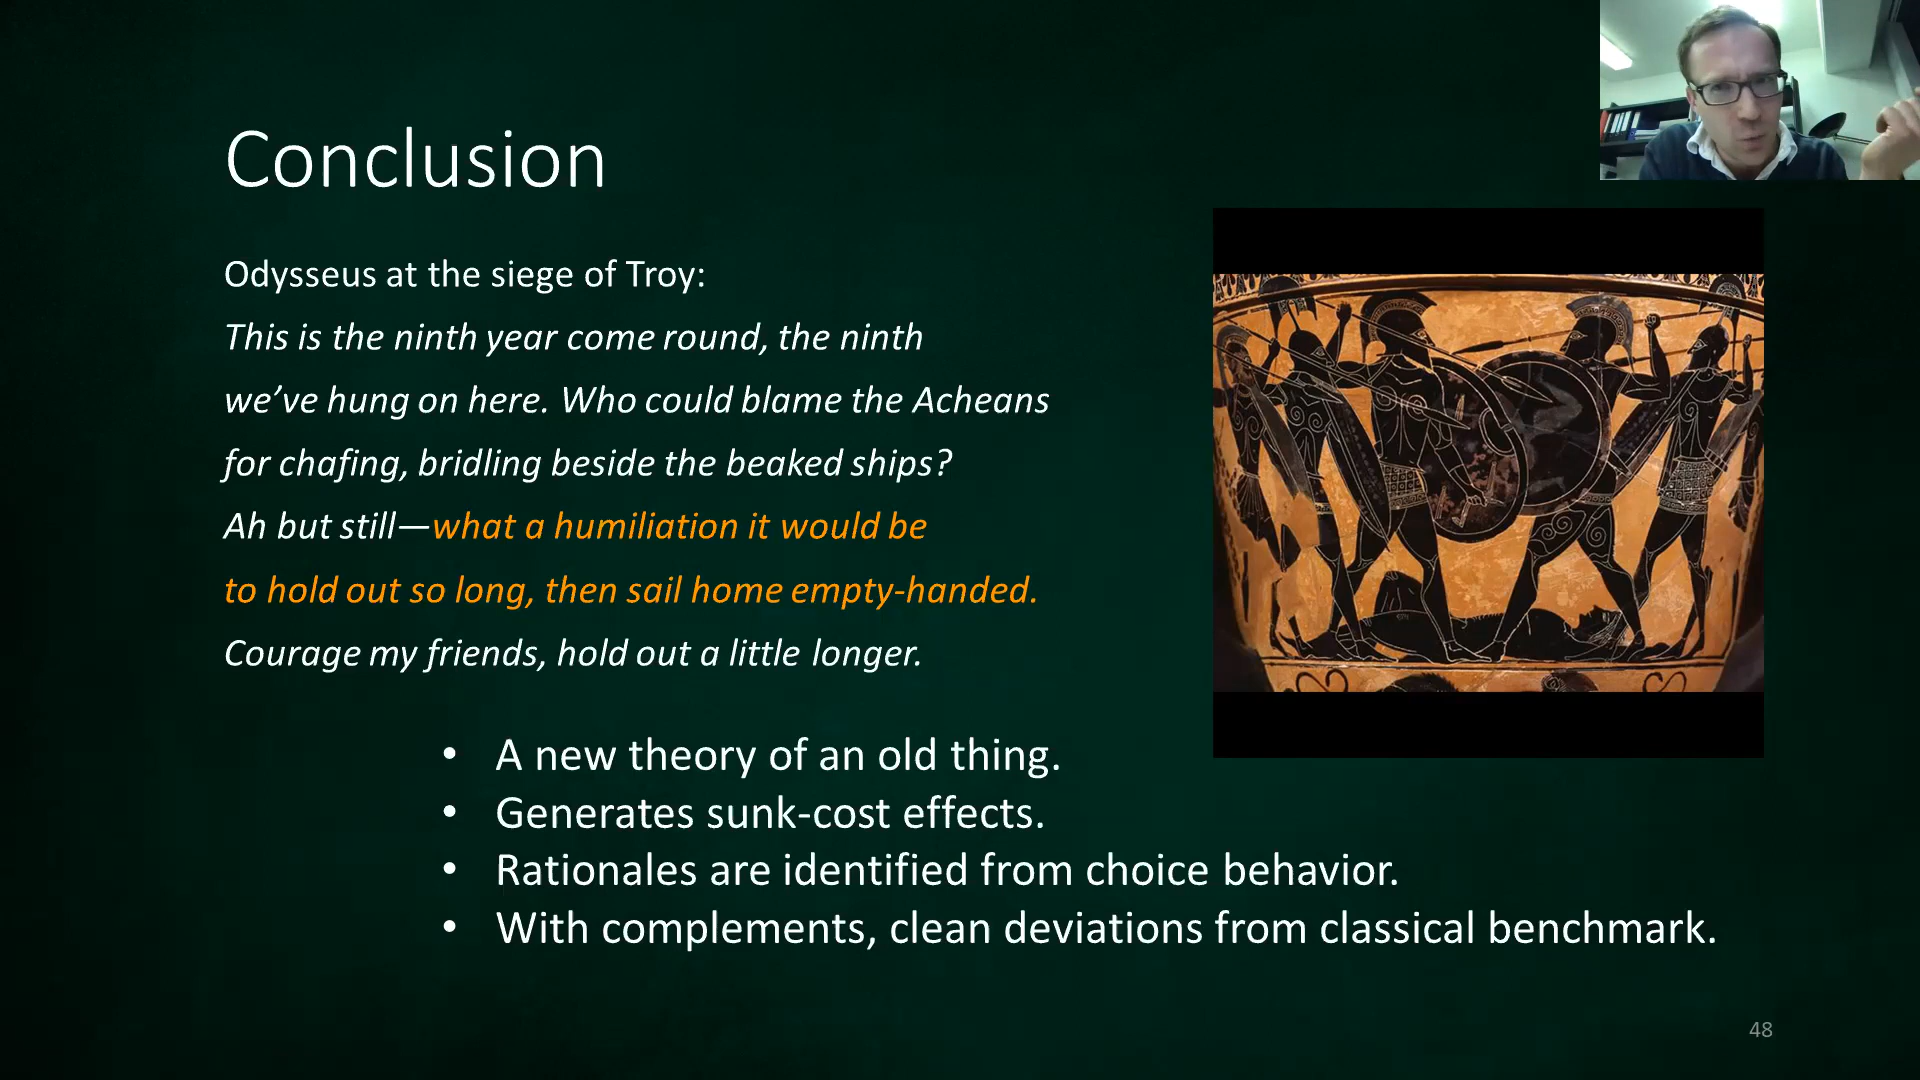 Conclusion
Odysseus at the siege of Troy:
This is the ninth year come round, the ninth
we’ve hung on here. Who could blame the Acheans
for chafing, bridling beside the beaked ships?
Ah but still—what a humiliation it would be
to hold out so long, then sail home empty-handed.
Courage my friends, hold out a little longer.
• A new theory of an old thing.
• Generates sunk-cost effects.
• Rationales are identified from choice behavior.
• With complements, clean deviations from classical benchmark.
48